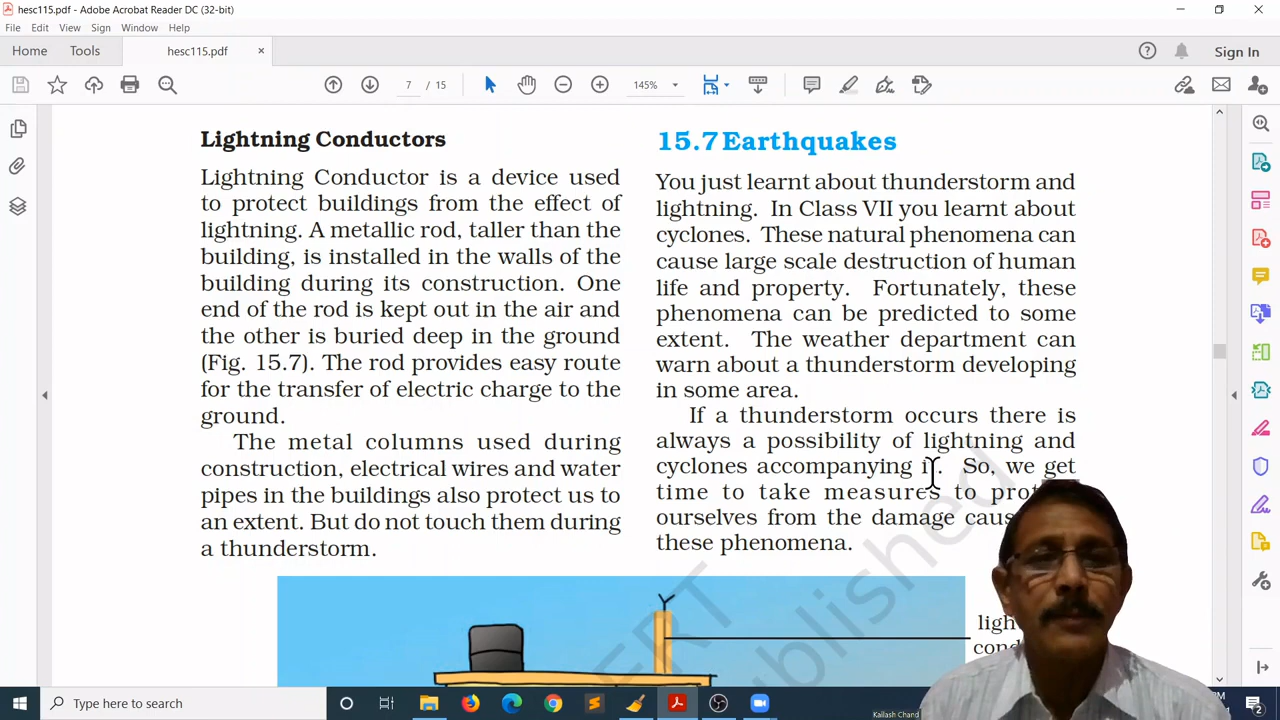 hesc115.pdf - Adobe Acrobat Reader DC (32-bit)
File Edit View Sign Window Help
Home Tools hesc115.pdf × Sign In
7 / 15 145%
Lightning Conductors
Lightning Conductor is a device used
to protect buildings from the effect of
lightning. A metallic rod, taller than the
building, is installed in the walls of the
building during its construction. One
end of the rod is kept out in the air and
the other is buried deep in the ground
(Fig. 15.7). The rod provides easy route
for the transfer of electric charge to the
ground.
The metal columns used during
construction, electrical wires and water
pipes in the buildings also protect us to
an extent. But do not touch them during
a thunderstorm.
15.7 Earthquakes
You just learnt about thunderstorm and
lightning. In Class VII you learnt about
cyclones. These natural phenomena can
cause large scale destruction of human
life and property. Fortunately, these
phenomena can be predicted to some
extent. The weather department can
warn about a thunderstorm developing
in some area.
If a thunderstorm occurs there is
always a possibility of lightning and
cyclones accompanying it. So, we get
time to take measures to
ourselves from the damage
these phenomena.
Type here to search
Kailash Chand
2